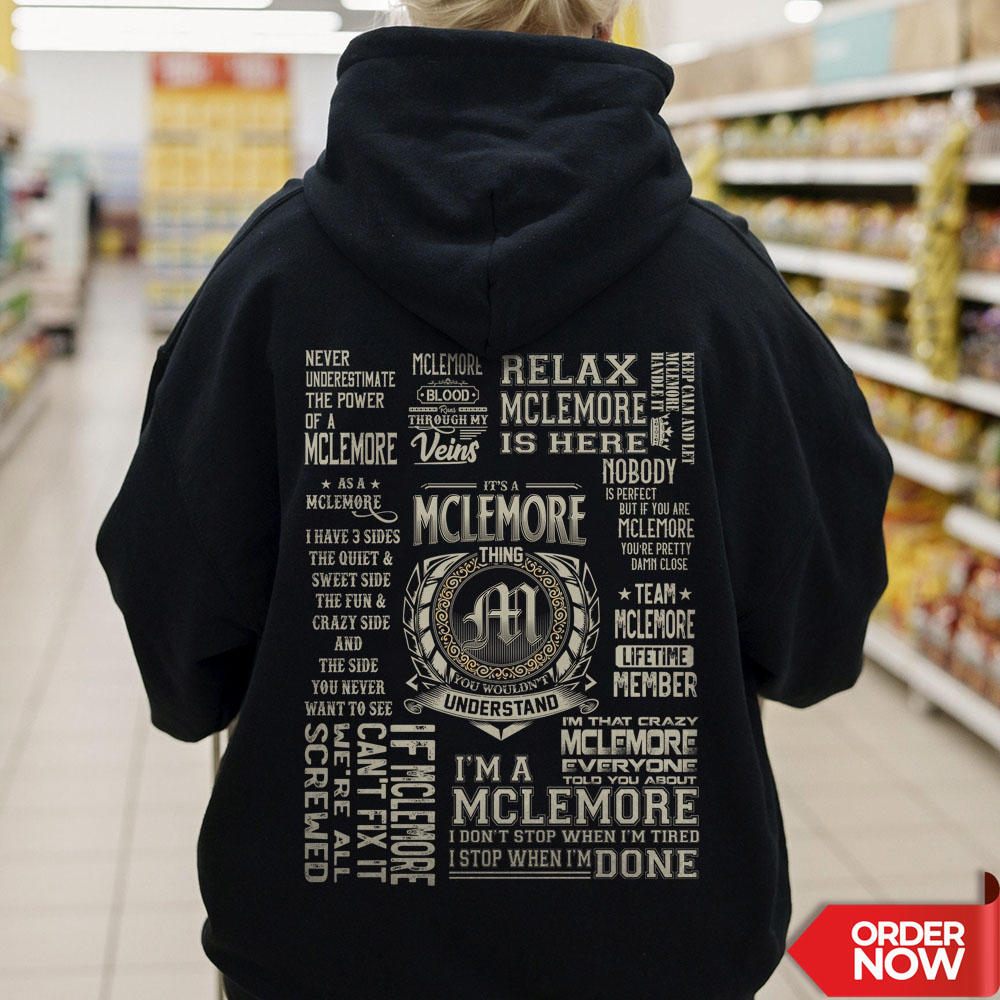 NEVER
UNDERESTIMATE
THE POWER
OF A
MCLEMORE
MCLEMORE
BLOOD
Runs
THROUGH MY
Veins
RELAX
MCLEMORE
IS HERE
KEEP CALM AND LET
MCLEMORE
HANDLE IT
★ AS A ★
MCLEMORE
I HAVE 3 SIDES
THE QUIET &
SWEET SIDE
THE FUN &
CRAZY SIDE
AND
THE SIDE
YOU NEVER
WANT TO SEE
IT'S A
MCLEMORE
THING
M
YOU WOULDN'T
UNDERSTAND
NOBODY
IS PERFECT
BUT IF YOU ARE
MCLEMORE
YOU'RE PRETTY
DAMN CLOSE
★ TEAM ★
MCLEMORE
LIFETIME
MEMBER
IF MCLEMORE
CAN'T FIX IT
WE'RE ALL
SCREWED
I'M THAT CRAZY
MCLEMORE
EVERYONE
TOLD YOU ABOUT
I'M A
MCLEMORE
I DON'T STOP WHEN I'M TIRED
I STOP WHEN I'M DONE
ORDER
NOW